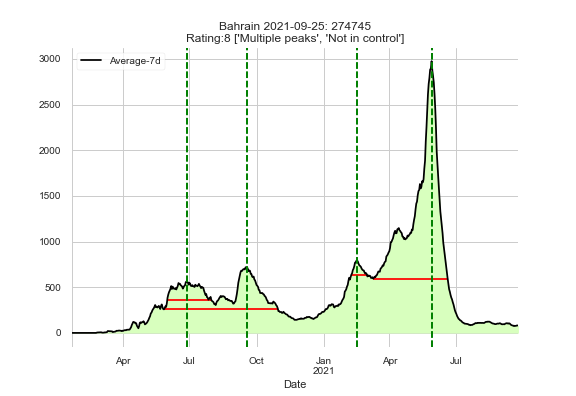 Bahrain 2021-09-25: 274745
Rating:8 ['Multiple peaks', 'Not in control']
Average-7d
3000
2500
2000
1500
1000
500
0
Apr
Jul
Oct
Jan
2021
Apr
Jul
Date